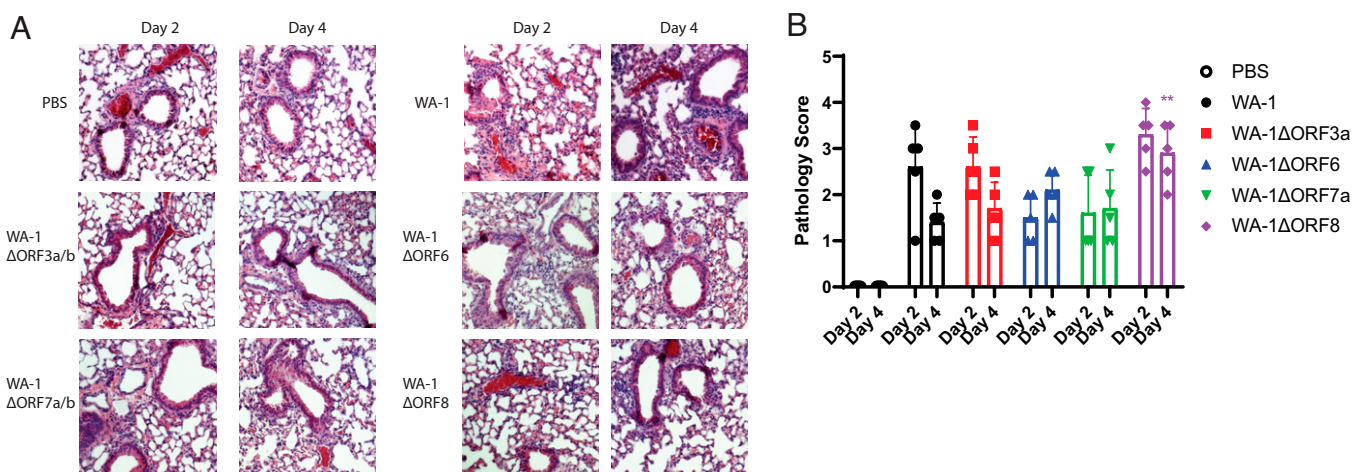 A
Day 2
Day 4
Day 2
Day 4
PBS
WA-1
WA-1
ΔORF3a/b
WA-1
ΔORF6
WA-1
ΔORF7a/b
WA-1
ΔORF8
B
Pathology Score
5
4
3
2
1
0
**
Day 2
Day 4
Day 2
Day 4
Day 2
Day 4
Day 2
Day 4
Day 2
Day 4
Day 2
Day 4
PBS
WA-1
WA-1ΔORF3a
WA-1ΔORF6
WA-1ΔORF7a
WA-1ΔORF8